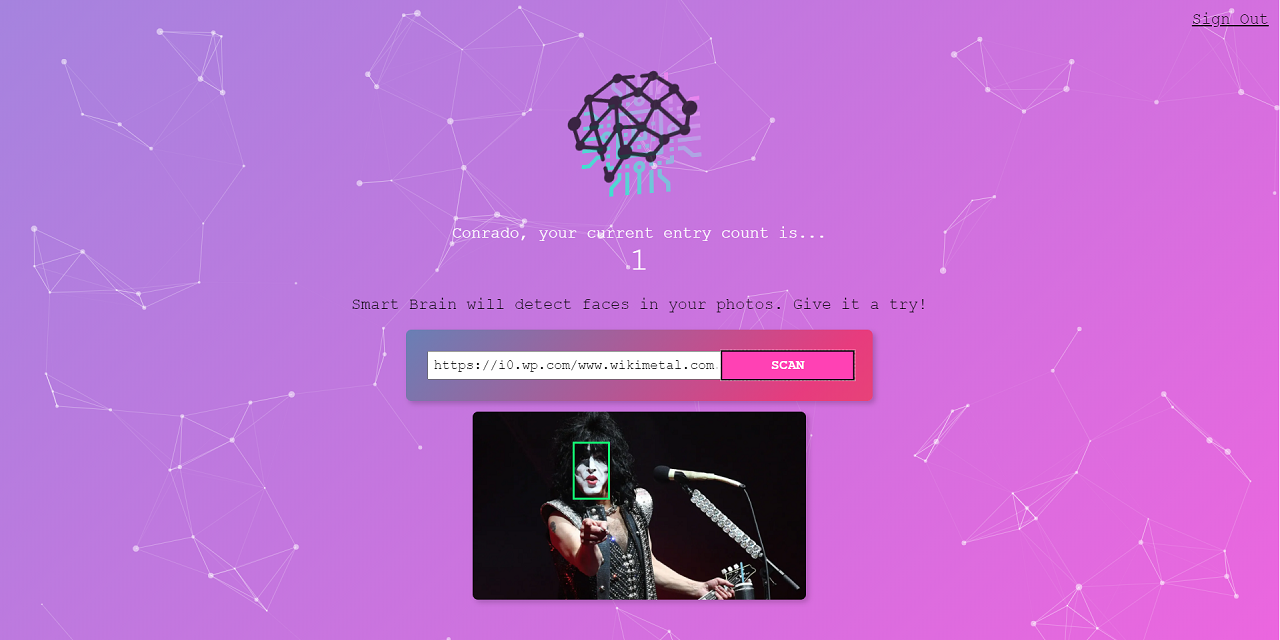 Sign Out
Conrado, your current entry count is...
1
Smart Brain will detect faces in your photos. Give it a try!
https://i0.wp.com/www.wikimetal.com. SCAN